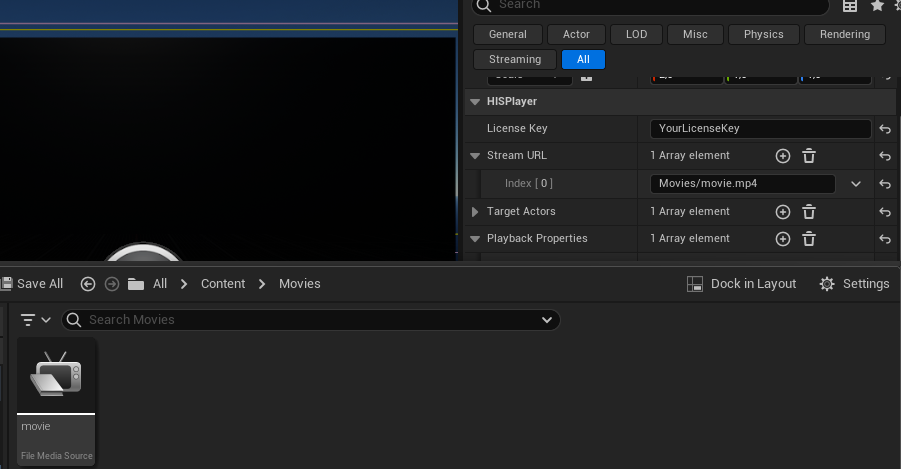 Search
General Actor LOD Misc Physics Rendering
Streaming All
HISPlayer
License Key YourLicenseKey
Stream URL 1 Array element
Index [ 0 ] Movies/movie.mp4
Target Actors 1 Array element
Playback Properties 1 Array element
Save All All Content Movies Dock in Layout Settings
Search Movies
movie
File Media Source